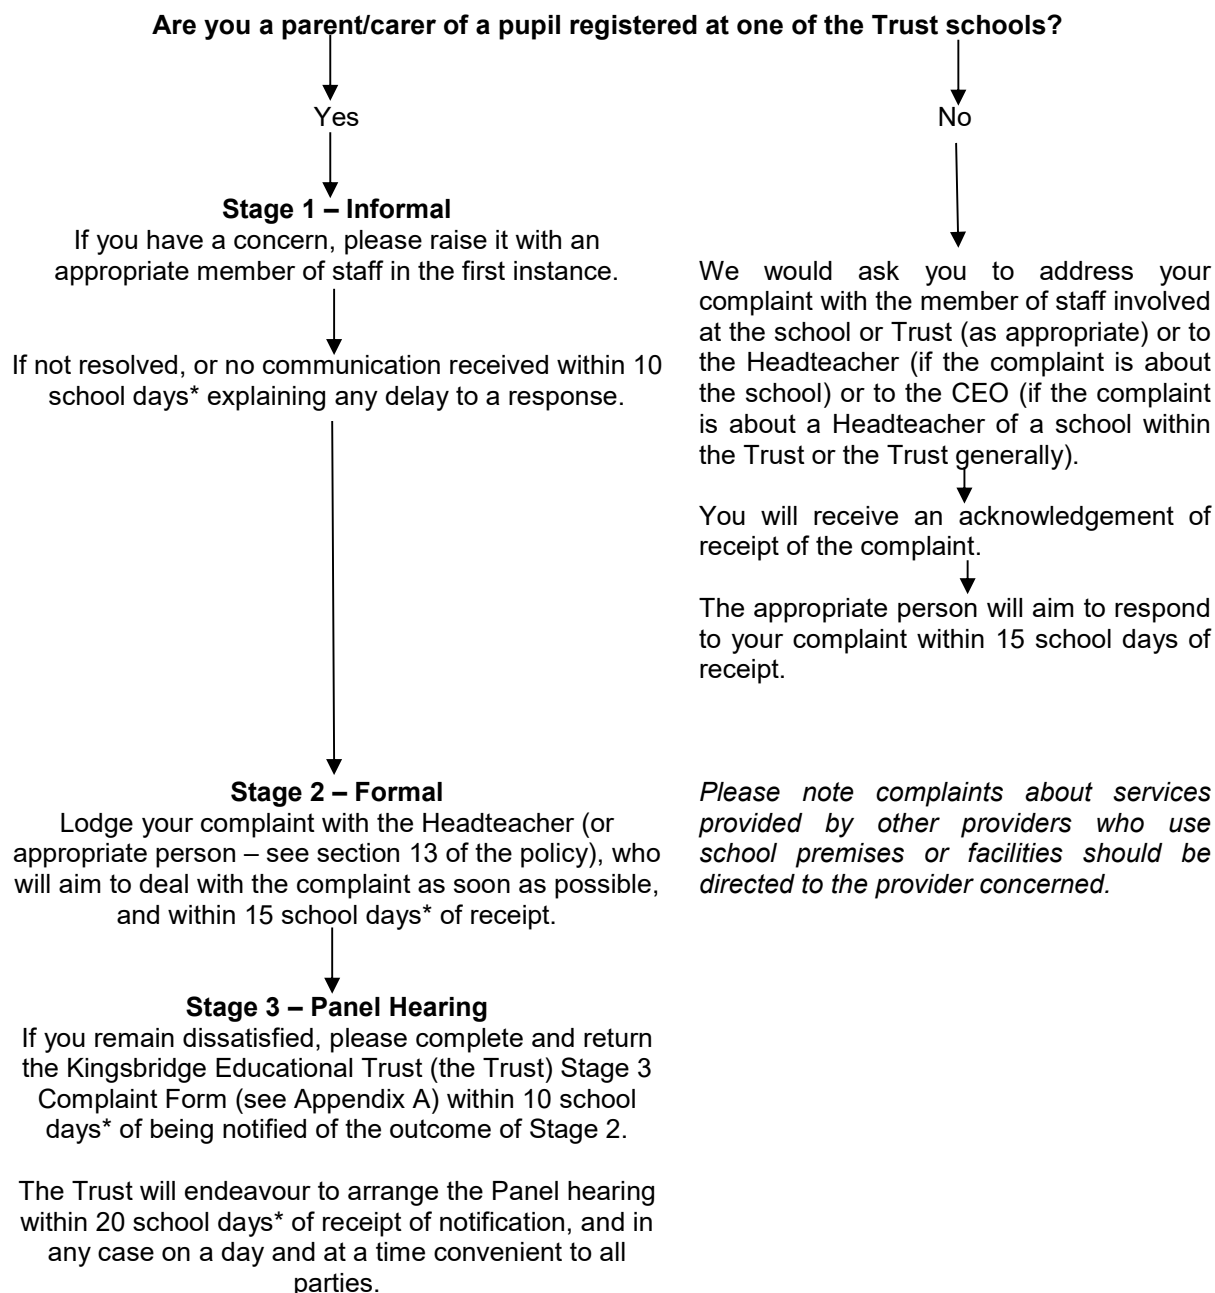 Are you a parent/carer of a pupil registered at one of the Trust schools?
Yes
Stage 1 – Informal
If you have a concern, please raise it with an
appropriate member of staff in the first instance.
If not resolved, or no communication received within 10
school days* explaining any delay to a response.
Stage 2 – Formal
Lodge your complaint with the Headteacher (or
appropriate person – see section 13 of the policy), who
will aim to deal with the complaint as soon as possible,
and within 15 school days* of receipt.
Stage 3 – Panel Hearing
If you remain dissatisfied, please complete and return
the Kingsbridge Educational Trust (the Trust) Stage 3
Complaint Form (see Appendix A) within 10 school
days* of being notified of the outcome of Stage 2.
The Trust will endeavour to arrange the Panel hearing
within 20 school days* of receipt of notification, and in
any case on a day and at a time convenient to all
parties.
No
We would ask you to address your
complaint with the member of staff involved
at the school or Trust (as appropriate) or to
the Headteacher (if the complaint is about
the school) or to the CEO (if the complaint
is about a Headteacher of a school within
the Trust or the Trust generally).
You will receive an acknowledgement of
receipt of the complaint.
The appropriate person will aim to respond
to your complaint within 15 school days of
receipt.
Please note complaints about services
provided by other providers who use
school premises or facilities should be
directed to the provider concerned.